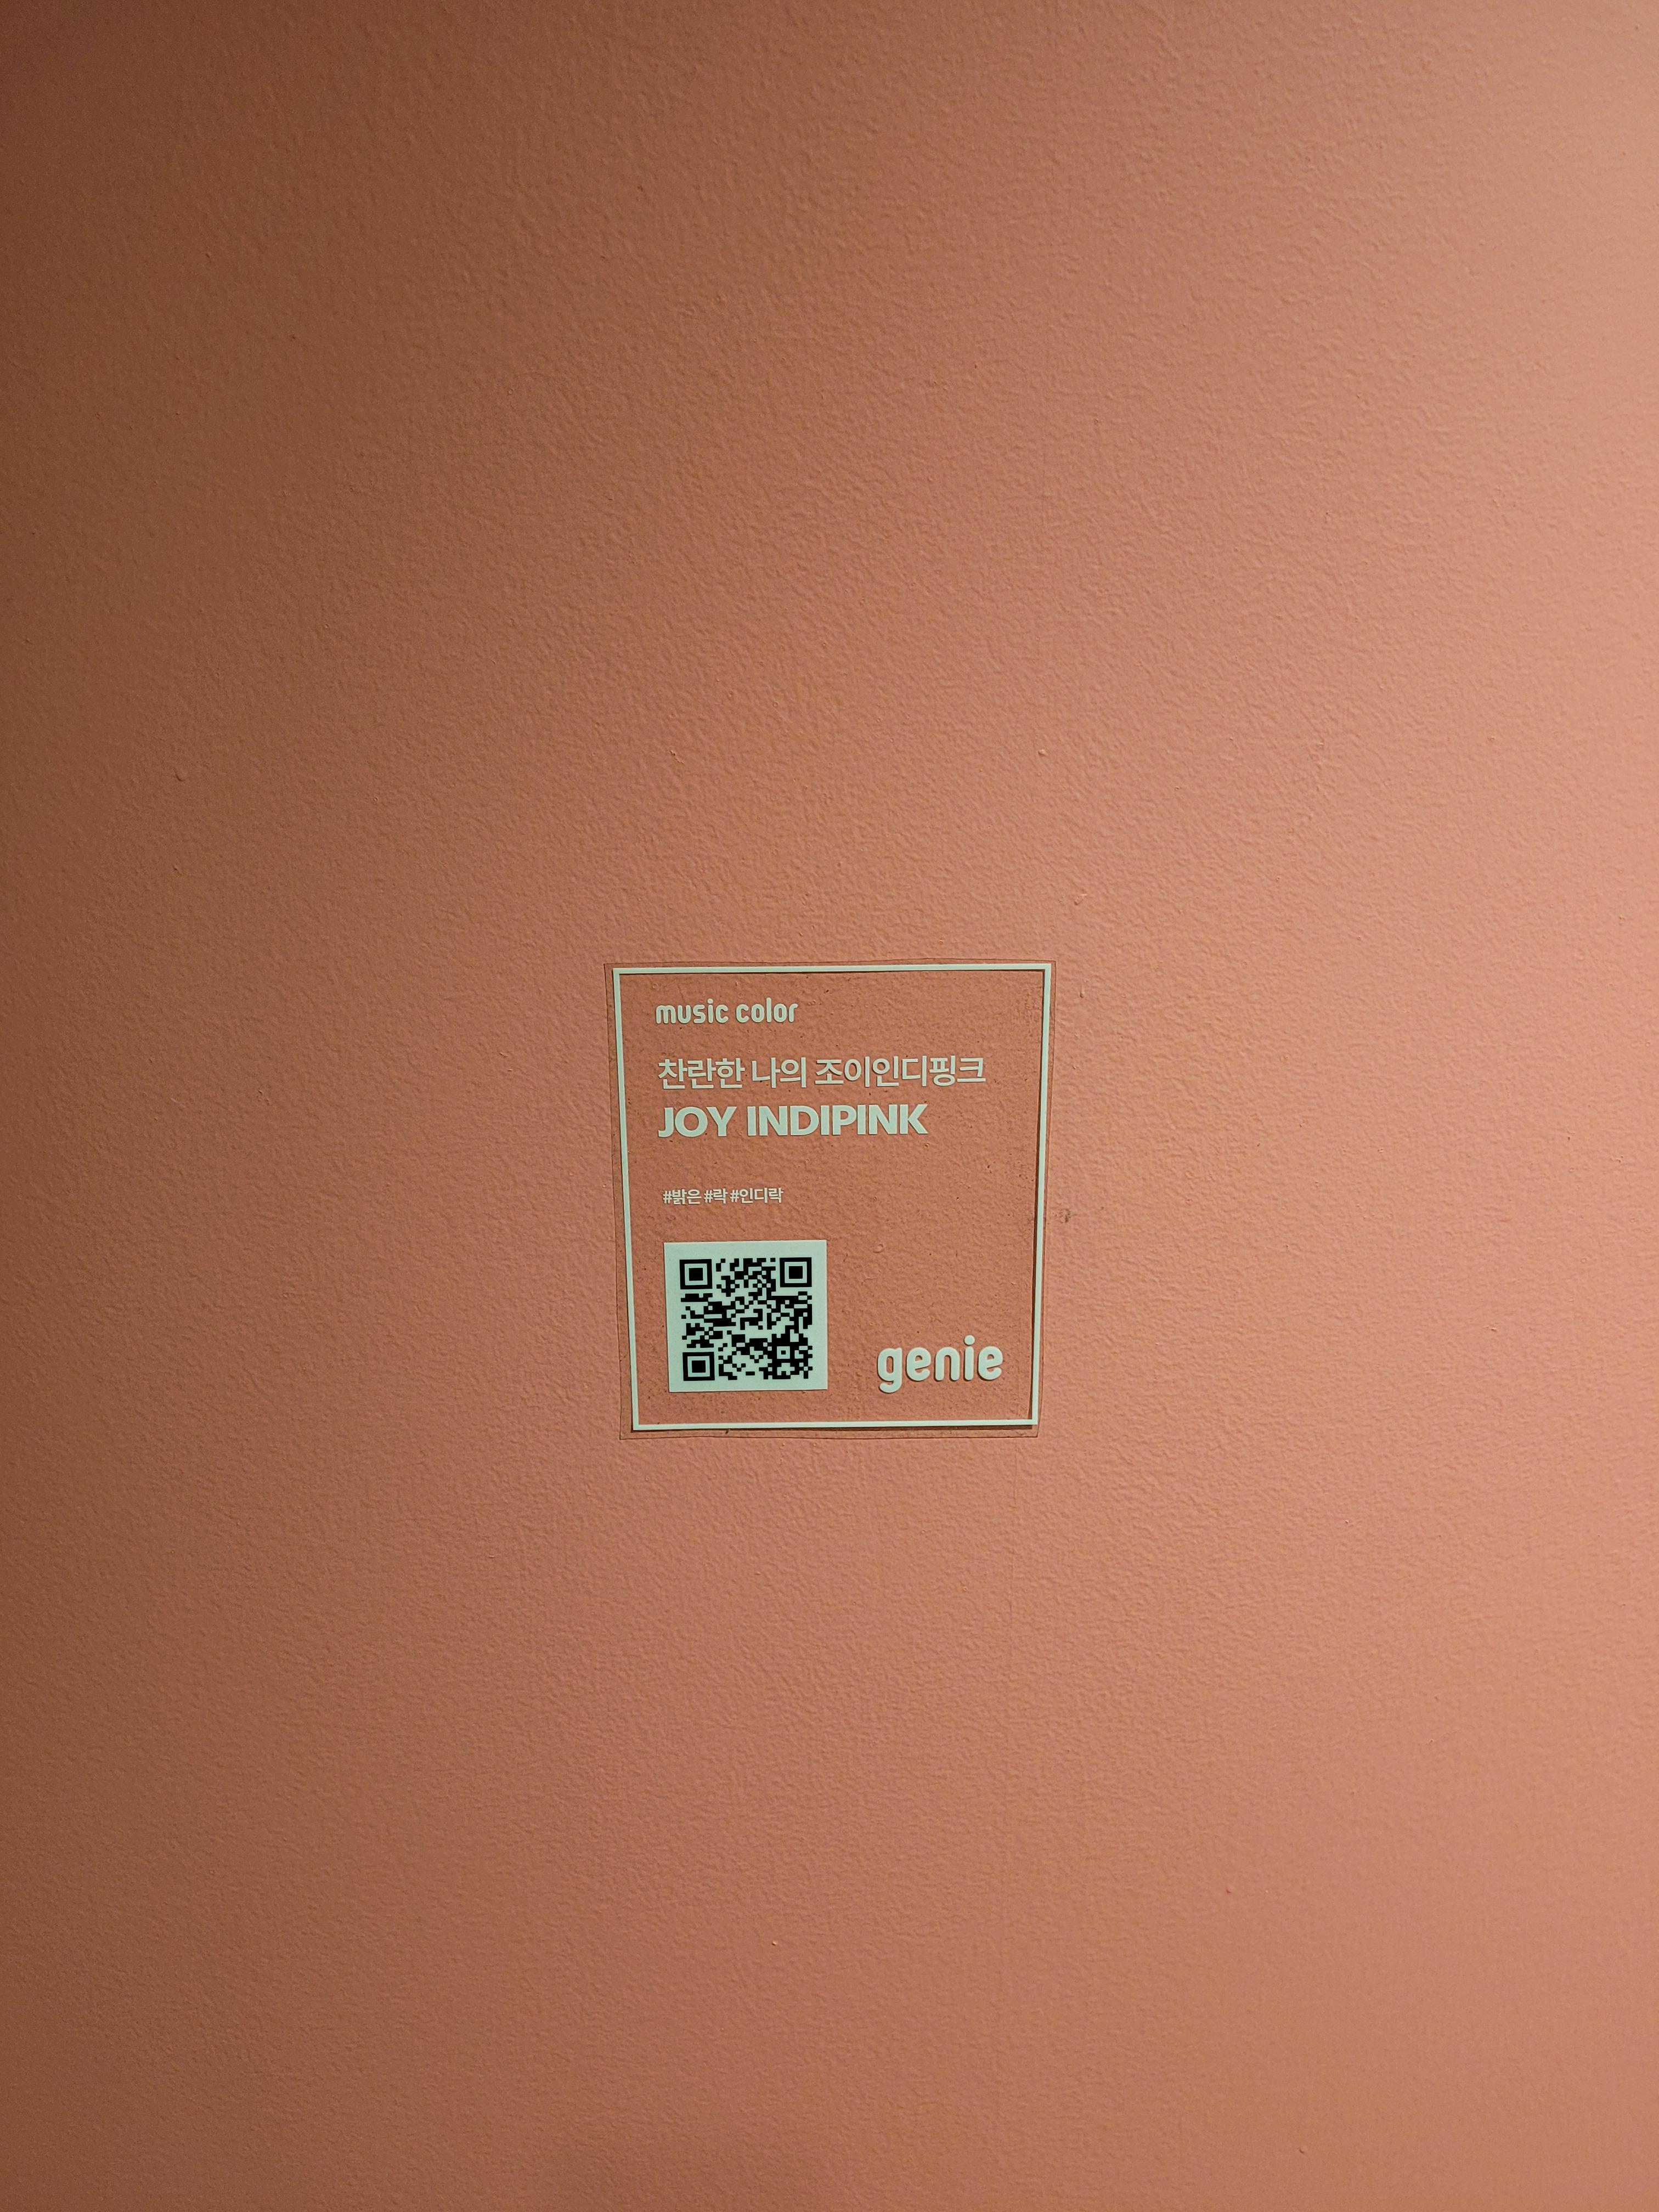 music color
찬란한 나의 조이인디핑크
JOY INDIPINK
#밝은 #락 #인디락
genie